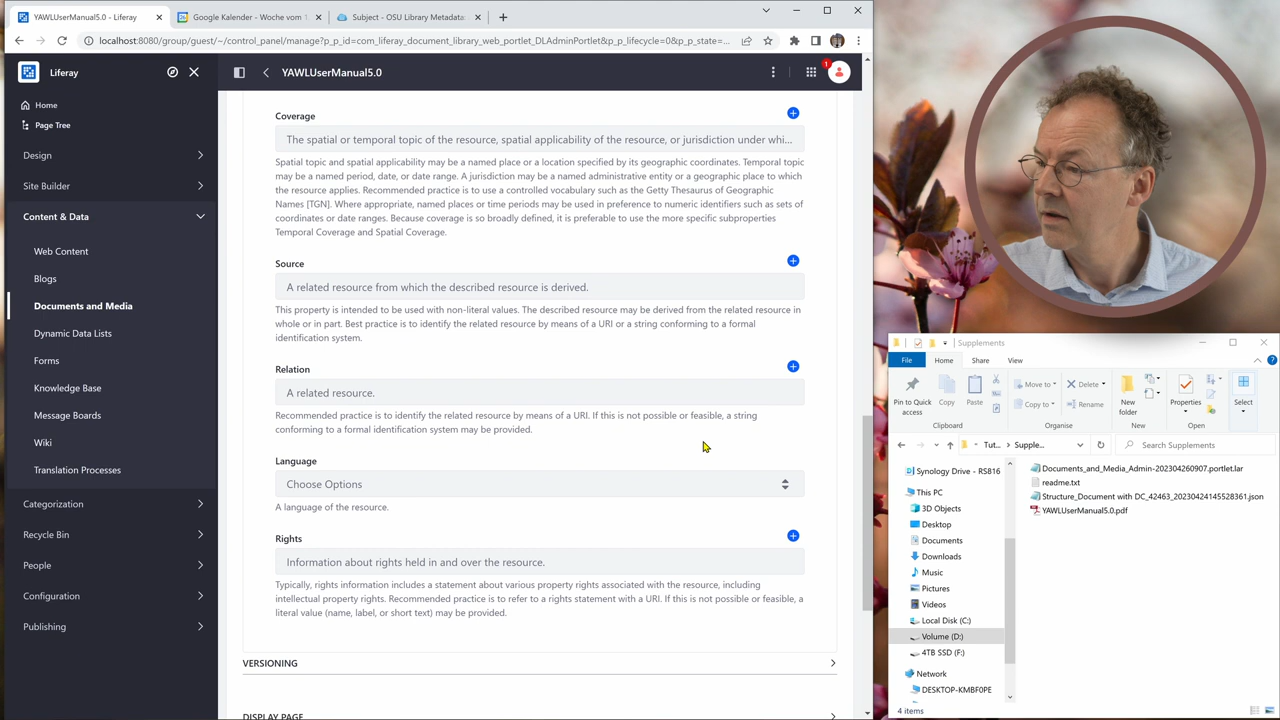 YAWLUserManual5.0 - Liferay
Google Kalender - Woche vom 1
Subject - OSU Library Metadata
localhost:8080/group/guest/~/control_panel/manage?p_p_id=com_liferay_document_library_web_portlet_DLAdminPortlet&p_p_lifecycle=0&p_p_state=...
Liferay
Home
Page Tree
Design
Site Builder
Content & Data
Web Content
Blogs
Documents and Media
Dynamic Data Lists
Forms
Knowledge Base
Message Boards
Wiki
Translation Processes
Categorization
Recycle Bin
People
Configuration
Publishing
YAWLUserManual5.0
1
Coverage
The spatial or temporal topic of the resource, spatial applicability of the resource, or jurisdiction under whi...
Spatial topic and spatial applicability may be a named place or a location specified by its geographic coordinates. Temporal topic
may be a named period, date, or date range. A jurisdiction may be a named administrative entity or a geographic place to which
the resource applies. Recommended practice is to use a controlled vocabulary such as the Getty Thesaurus of Geographic
Names [TGN]. Where appropriate, named places or time periods may be used in preference to numeric identifiers such as sets of
coordinates or date ranges. Because coverage is so broadly defined, it is preferable to use the more specific subproperties
Temporal Coverage and Spatial Coverage.
Source
A related resource from which the described resource is derived.
This property is intended to be used with non-literal values. The described resource may be derived from the related resource in
whole or in part. Best practice is to identify the related resource by means of a URI or a string conforming to a formal
identification system.
Relation
A related resource.
Recommended practice is to identify the related resource by means of a URI. If this is not possible or feasible, a string
conforming to a formal identification system may be provided.
Language
Choose Options
A language of the resource.
Rights
Information about rights held in and over the resource.
Typically, rights information includes a statement about various property rights associated with the resource, including
intellectual property rights. Recommended practice is to refer to a rights statement with a URI. If this is not possible or feasible, a
literal value (name, label, or short text) may be provided.
VERSIONING
DISPLAY PAGE
Supplements
File
Home
Share
View
Pin to Quick
access
Copy
Paste
Move to
Copy to
Delete
Rename
New
folder
Properties
Select
Clipboard
Organise
New
Open
Tut...
Supple...
Search Supplements
Synology Drive - RS816
This PC
3D Objects
Desktop
Documents
Downloads
Music
Pictures
Videos
Local Disk (C:)
Volume (D:)
4TB SSD (F:)
Network
DESKTOP-KMBF0PE
Documents_and_Media_Admin-202304260907.portlet.lar
readme.txt
Structure_Document with DC_42463_20230424145528361.json
YAWLUserManual5.0.pdf
4 items